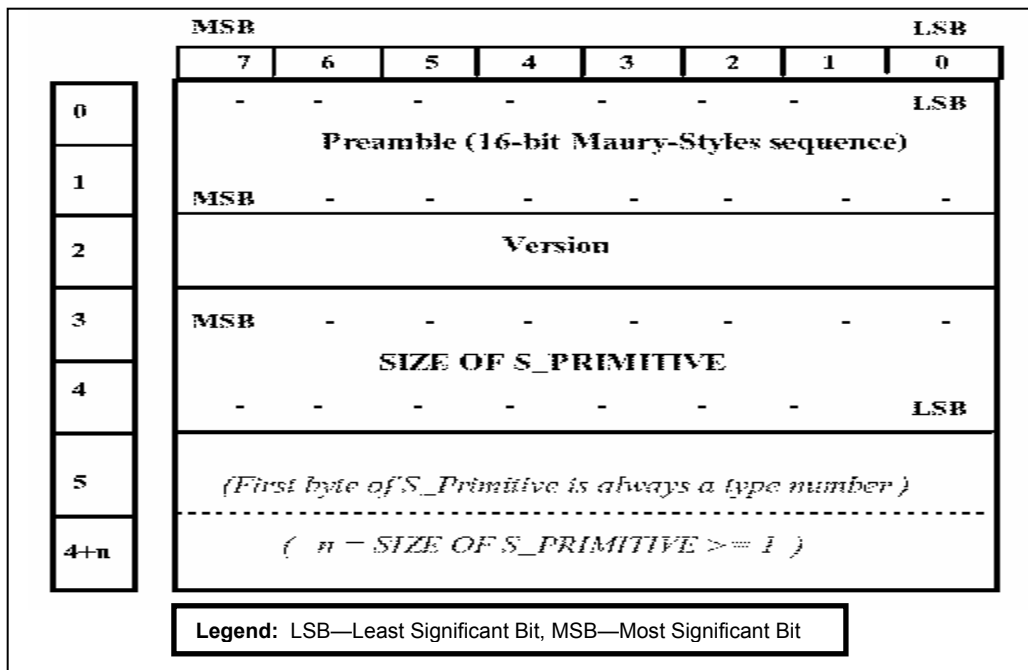 MSB LSB
7 6 5 4 3 2 1 0
0 - - - - - - - LSB
Preamble (16-bit Maury-Styles sequence)
1 MSB - - - - - - -
2 Version
3 MSB - - - - - - -
SIZE OF S_PRIMITIVE
4 - - - - - - - LSB
5 (First byte of S_Primitive is always a type number )
4+n ( n = SIZE OF S_PRIMITIVE >= 1 )
Legend: LSB—Least Significant Bit, MSB—Most Significant Bit